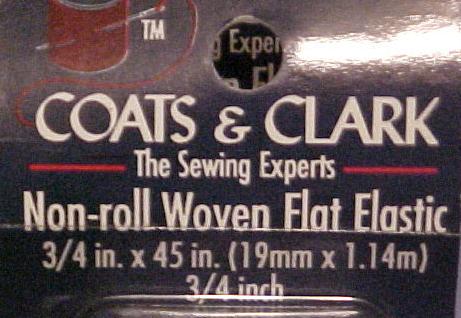 TM
g Exper
COATS & CLARK
The Sewing Experts
Non-roll Woven Flat Elastic
3/4 in. x 45 in. (19mm x 1.14m)
3/4 inch